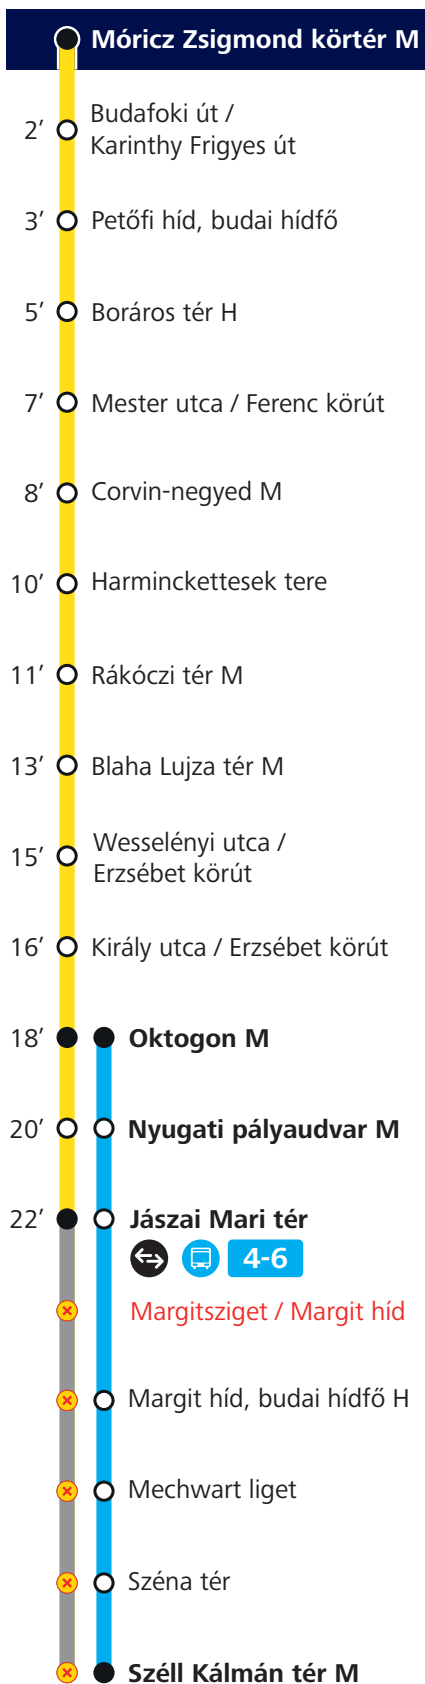 Móricz Zsigmond körtér M
2’ Budafoki út /
Karinthy Frigyes út
3’ Petőfi híd, budai hídfő
5’ Boráros tér H
7’ Mester utca / Ferenc körút
8’ Corvin-negyed M
10’ Harminckettesek tere
11’ Rákóczi tér M
13’ Blaha Lujza tér M
15’ Wesselényi utca /
Erzsébet körút
16’ Király utca / Erzsébet körút
18’ Oktogon M
20’ Nyugati pályaudvar M
22’ Jászai Mari tér
4-6
Margitsziget / Margit híd
Margit híd, budai hídfő H
Mechwart liget
Széna tér
Széll Kálmán tér M